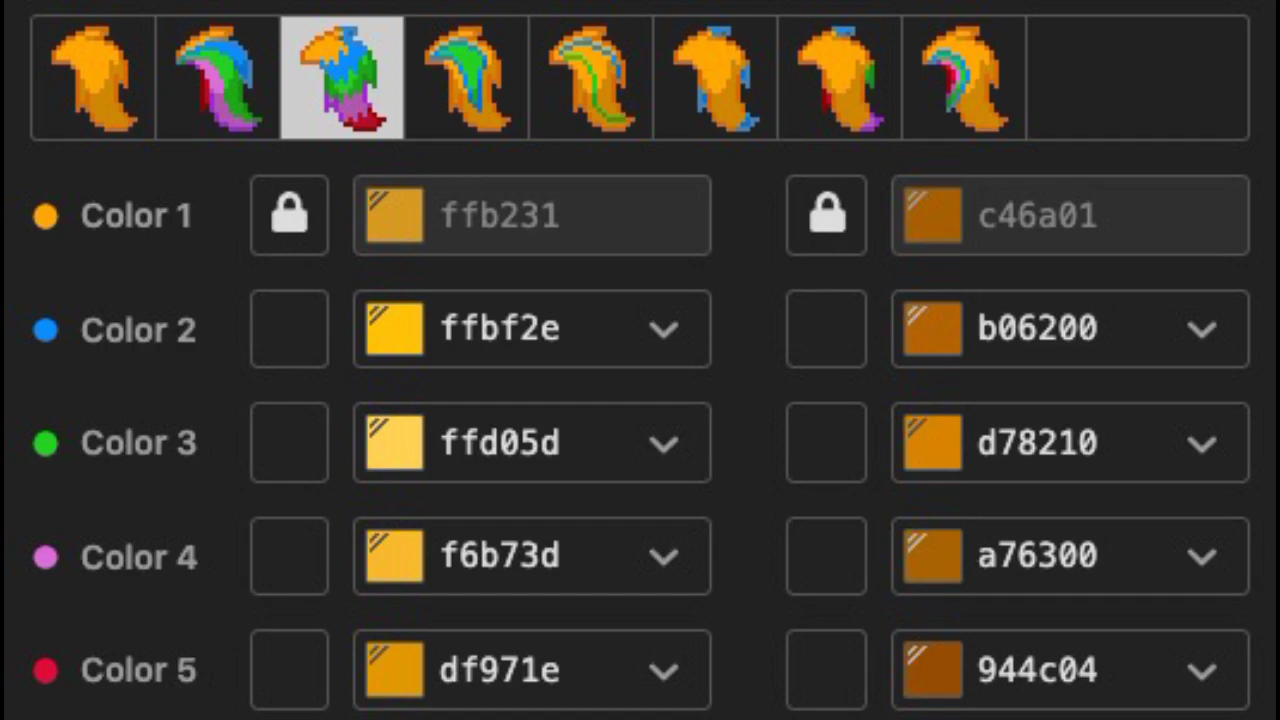 Color 1 ffb231 c46a01
Color 2 ffbf2e b06200
Color 3 ffd05d d78210
Color 4 f6b73d a76300
Color 5 df971e 944c04